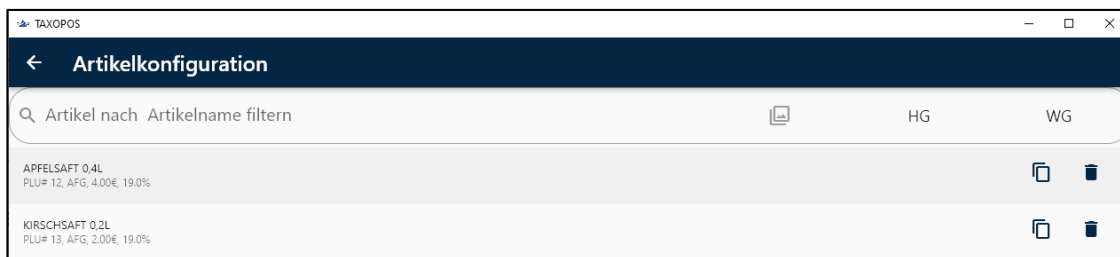 TAXOPOS
Artikelkonfiguration
Artikel nach Artikelname filtern HG WG
APFELSAFT 0,4L
PLU# 12, AFG, 4.00€, 19.0%
KIRSCHSAFT 0,2L
PLU# 13, AFG, 2.00€, 19.0%